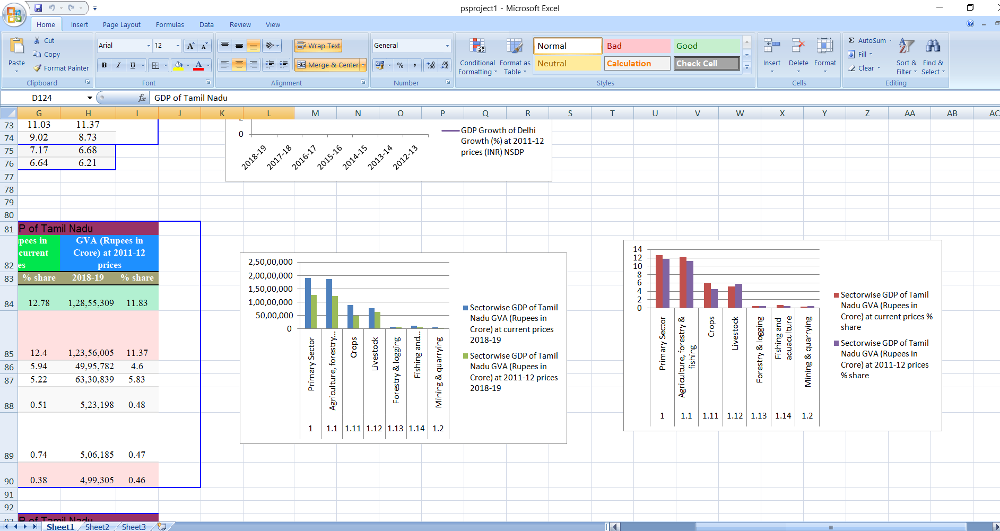 psproject1 - Microsoft Excel
Home Insert Page Layout Formulas Data Review View
Paste
Cut
Copy
Format Painter
Clipboard
Arial 12
B I U A
Font
Wrap Text
Merge & Center
Alignment
General
% ,
Number
Conditional Formatting
Format as Table
Normal Bad Good
Neutral Calculation Check Cell
Styles
Insert Delete Format
Cells
Σ AutoSum
Fill
Clear
Sort & Filter
Find & Select
Editing
D124 fx GDP of Tamil Nadu
G H I J K L M N O P Q R S T U V W X Y Z AA AB AC
73 11.03 11.37
74 9.02 8.73
75 7.17 6.68
76 6.64 6.21
77
78
79
80
81 P of Tamil Nadu
82 upees in current es GVA (Rupees in Crore) at 2011-12 prices
83 % share 2018-19 % share
84 12.78 1,28,55,309 11.83
85 12.4 1,23,56,005 11.37
86 5.94 49,95,782 4.6
87 5.22 63,30,839 5.83
88 0.51 5,23,198 0.48
89 0.74 5,06,185 0.47
90 0.38 4,99,305 0.46
91
92
P of Tamil Nadu
0
2018-19 2017-18 2016-17 2015-16 2014-15 2013-14 2012-13
GDP Growth of Delhi
Growth (%) at 2011-12
prices (INR) NSDP
2,50,00,000
2,00,00,000
1,50,00,000
1,00,00,000
50,00,000
0
Primary Sector
Agriculture, forestry...
Crops
Livestock
Forestry & logging
Fishing and...
Mining & quarrying
1 1.1 1.11 1.12 1.13 1.14 1.2
Sectorwise GDP of Tamil
Nadu GVA (Rupees in
Crore) at current prices
2018-19
Sectorwise GDP of Tamil
Nadu GVA (Rupees in
Crore) at 2011-12 prices
2018-19
14
12
10
8
6
4
2
0
Primary Sector
Agriculture, forestry &
fishing
Crops
Livestock
Forestry & logging
Fishing and
aquaculture
Mining & quarrying
1 1.1 1.11 1.12 1.13 1.14 1.2
Sectorwise GDP of Tamil
Nadu GVA (Rupees in
Crore) at current prices %
share
Sectorwise GDP of Tamil
Nadu GVA (Rupees in
Crore) at 2011-12 prices
% share
Sheet1 Sheet2 Sheet3